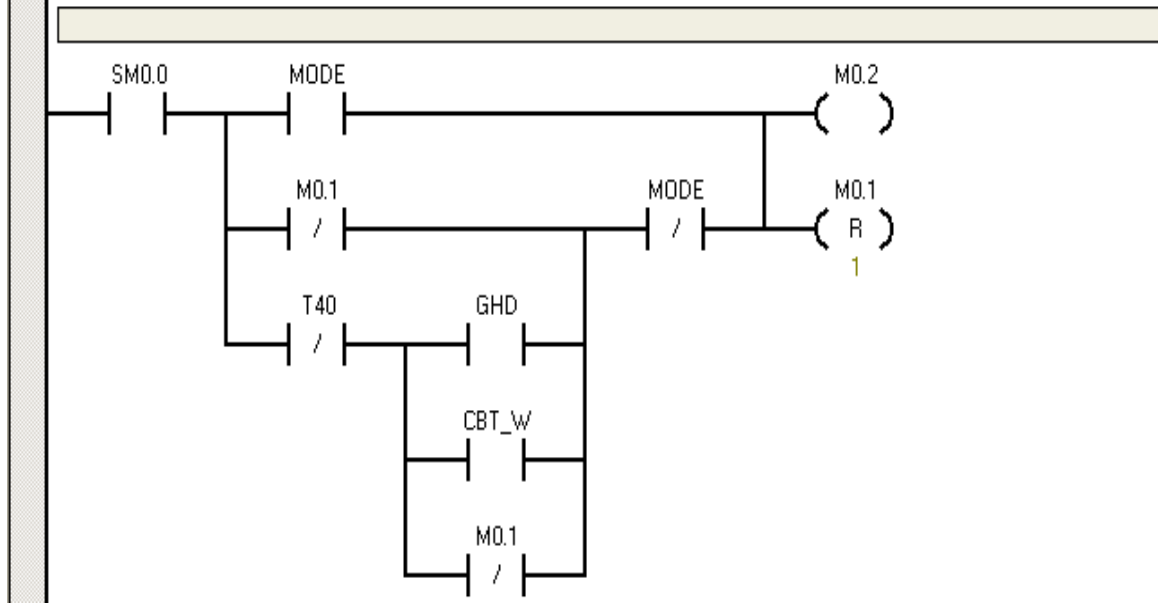 SM0.0 MODE M0.2
M0.1 MODE M0.1
/ / R
1
T40 GHD
/
CBT_W
M0.1
/